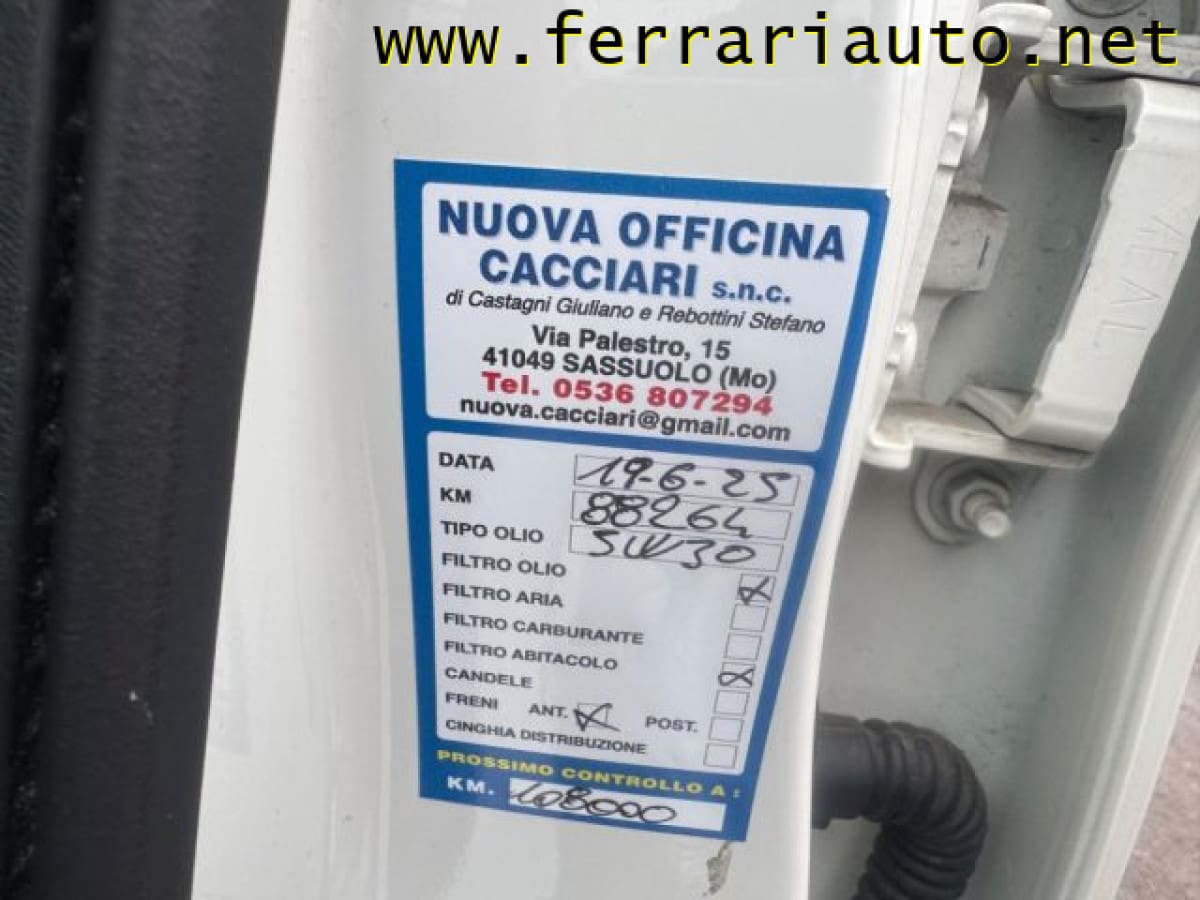 www.ferrariauto.net
NUOVA OFFICINA
CACCIARI s.n.c.
di Castagni Giuliano e Rebottini Stefano
Via Palestro, 15
41049 SASSUOLO (Mo)
Tel. 0536 807294
nuova.cacciari@gmail.com
DATA 19-6-25
KM 88264
TIPO OLIO 5W30
FILTRO OLIO
FILTRO ARIA
FILTRO CARBURANTE
FILTRO ABITACOLO
CANDELE
FRENI ANT. POST.
CINGHIA DISTRIBUZIONE
PROSSIMO CONTROLLO A :
KM. 108000